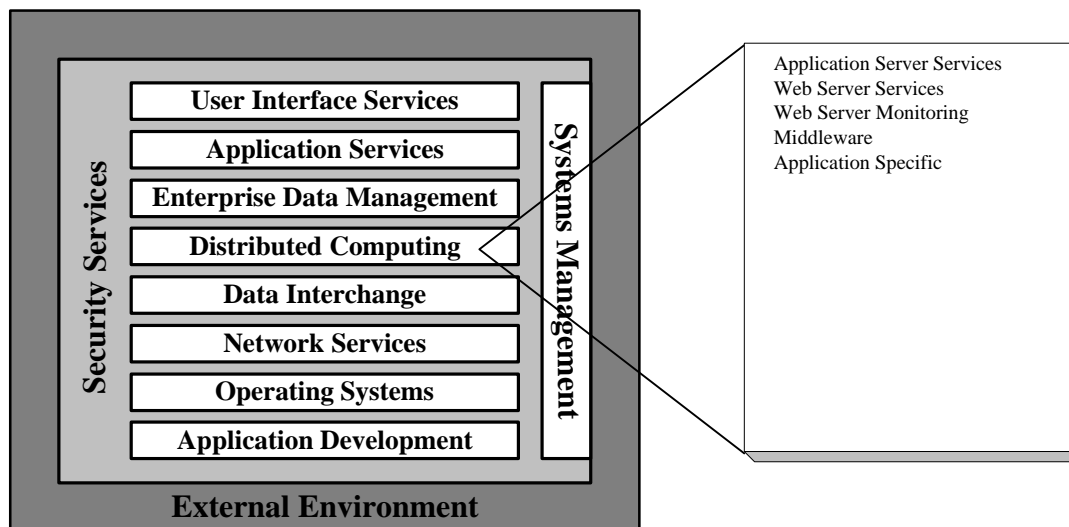 Security Services
User Interface Services
Application Services
Enterprise Data Management
Distributed Computing
Data Interchange
Network Services
Operating Systems
Application Development
Systems Management
External Environment
Application Server Services
Web Server Services
Web Server Monitoring
Middleware
Application Specific